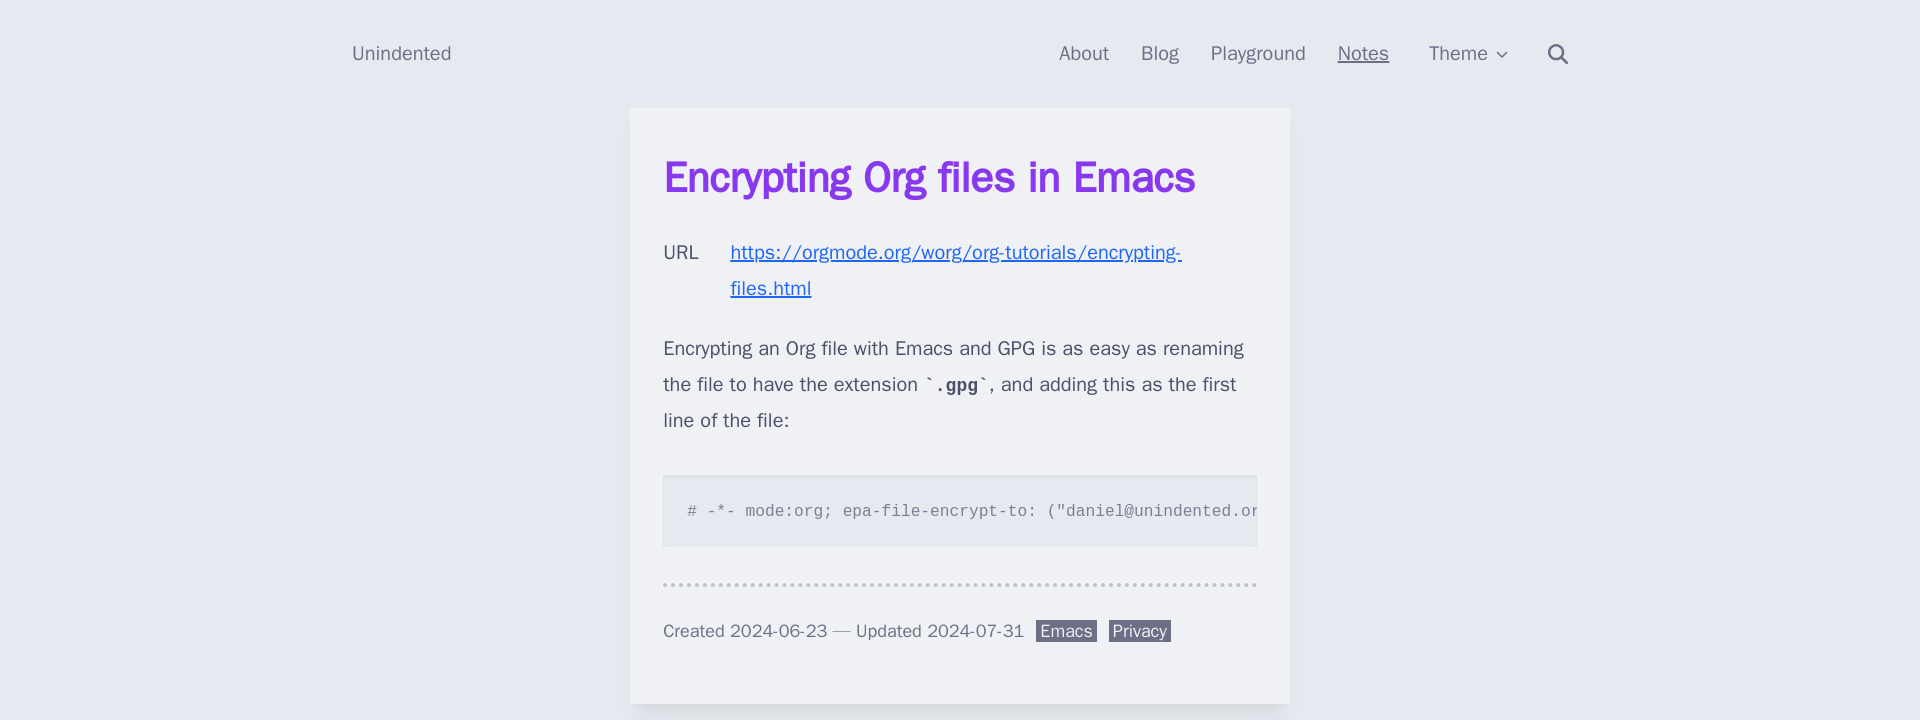 Unindented
About Blog Playground Notes Theme
Encrypting Org files in Emacs
URL https://orgmode.org/worg/org-tutorials/encrypting-
files.html
Encrypting an Org file with Emacs and GPG is as easy as renaming
the file to have the extension `.gpg`, and adding this as the first
line of the file:
# -*- mode:org; epa-file-encrypt-to: ("daniel@unindented.or
Created 2024-06-23 — Updated 2024-07-31 Emacs Privacy